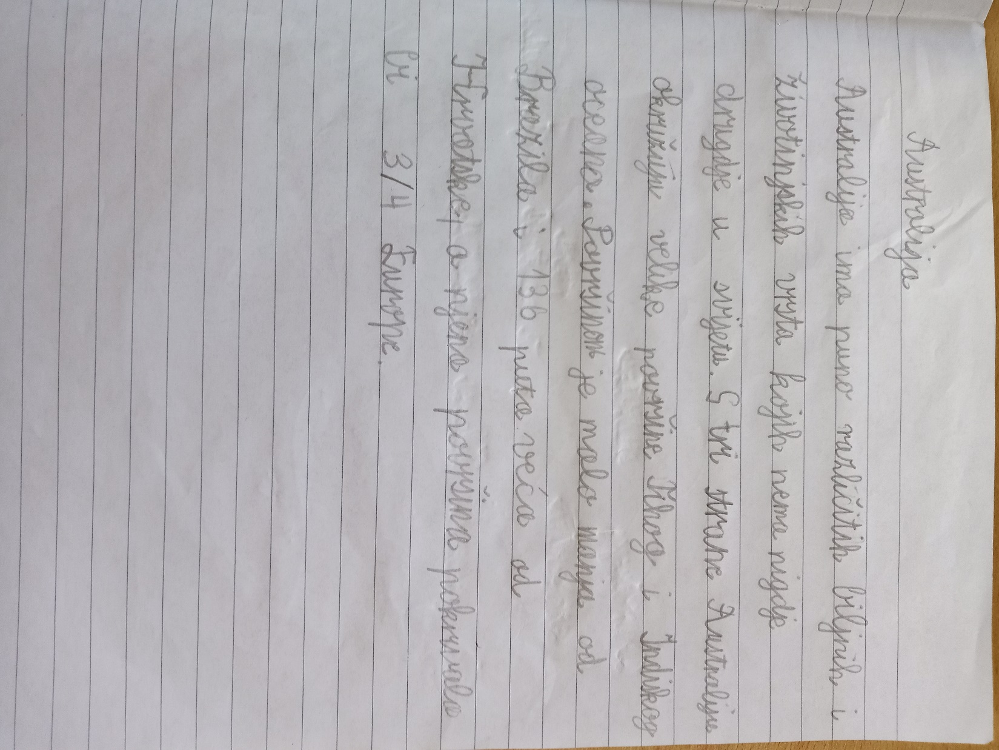 Australija
Australija ima puno različitih biljnih i
životinjskih vrsta kojih nema nigdje
drugdje u svijetu. S tri strane Australiju
okružuju velike površine Tihog i Indiskog
oceana. Površinom je malo manja od
Brazila i 136 puta veća od
Hrvatske, a njena površina pokrivala
bi 3/4 Europe.